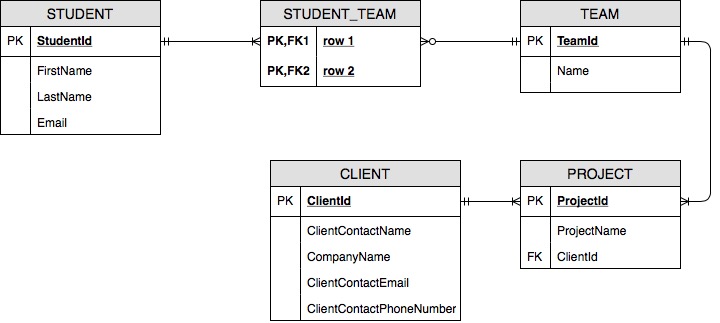 STUDENT
PK StudentId
FirstName
LastName
Email
STUDENT_TEAM
PK,FK1 row 1
PK,FK2 row 2
TEAM
PK TeamId
Name
CLIENT
PK ClientId
ClientContactName
CompanyName
ClientContactEmail
ClientContactPhoneNumber
PROJECT
PK ProjectId
ProjectName
FK ClientId